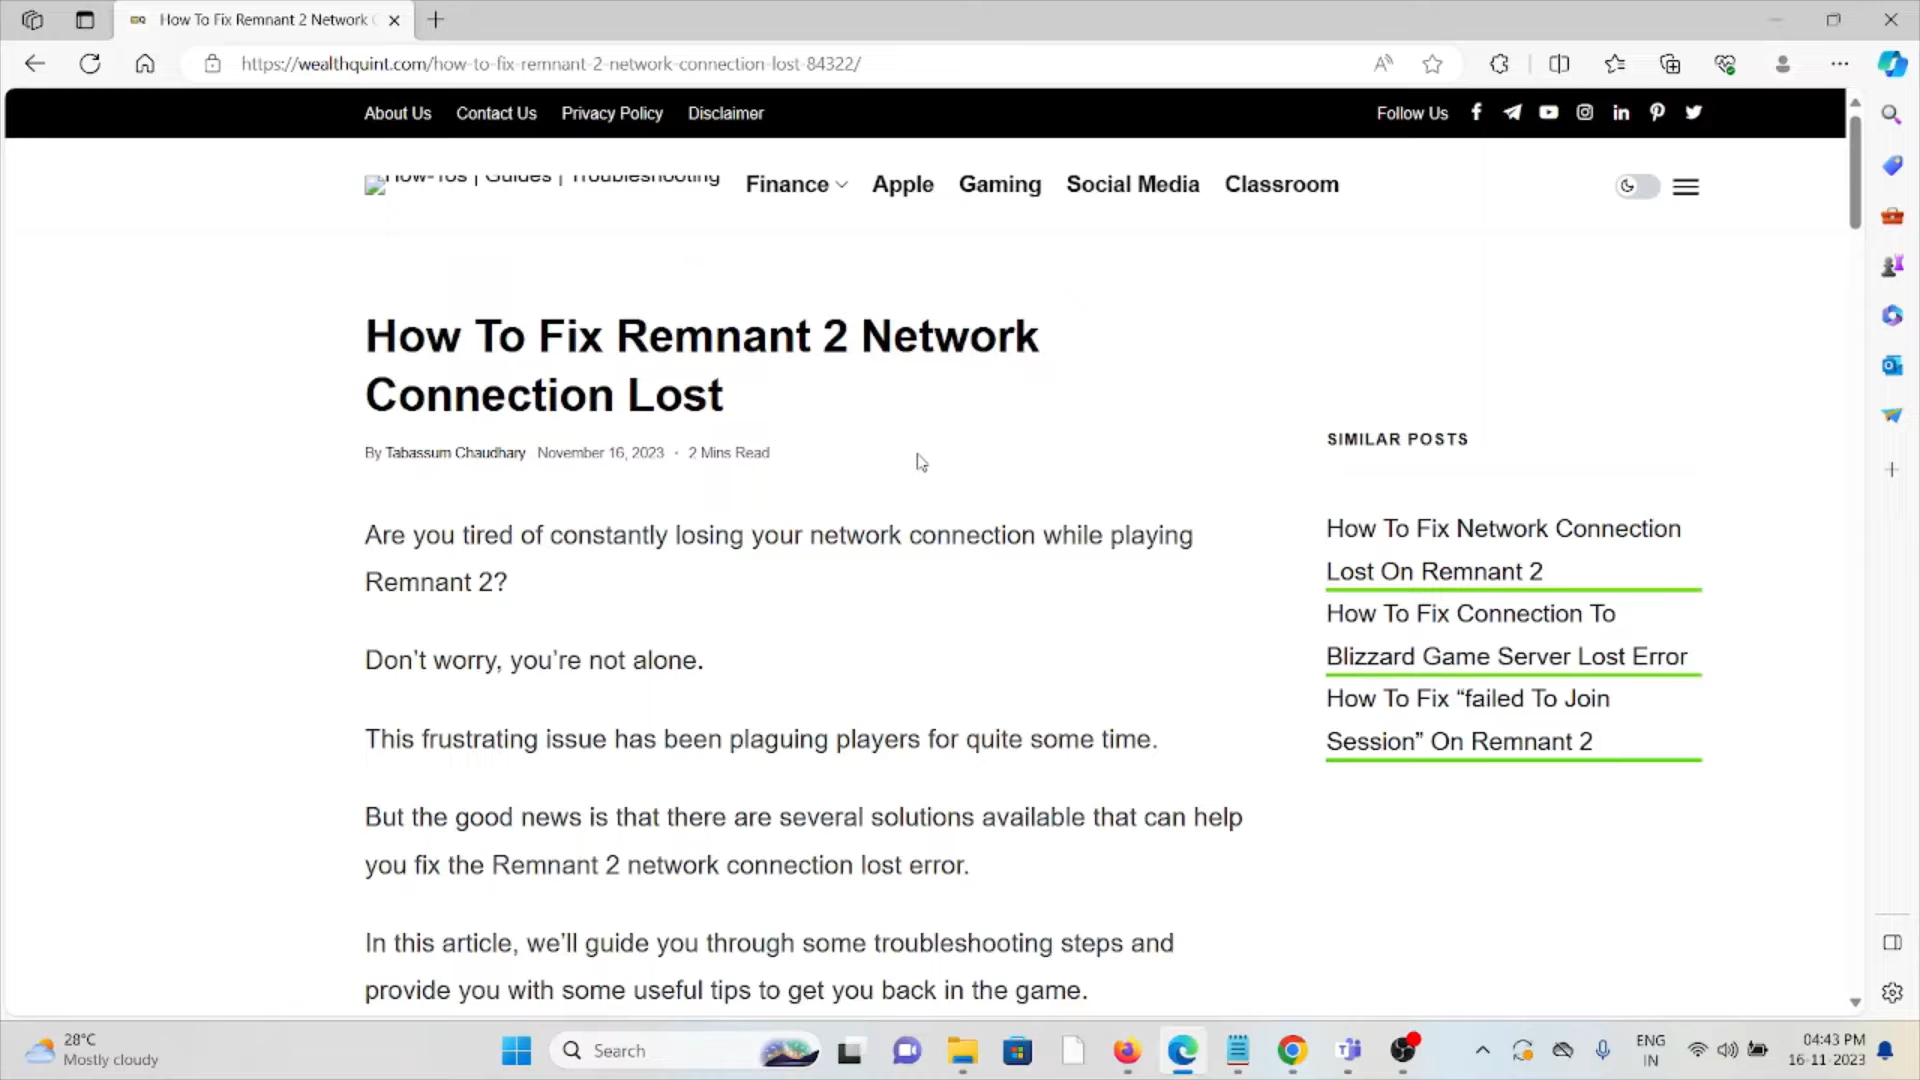 How To Fix Remnant 2 Network C
https://wealthquint.com/how-to-fix-remnant-2-network-connection-lost-84322/
About Us Contact Us Privacy Policy Disclaimer Follow Us
How-Tos | Guides | Troubleshooting Finance Apple Gaming Social Media Classroom
How To Fix Remnant 2 Network
Connection Lost
By Tabassum Chaudhary November 16, 2023 · 2 Mins Read
Are you tired of constantly losing your network connection while playing
Remnant 2?
Don’t worry, you’re not alone.
This frustrating issue has been plaguing players for quite some time.
But the good news is that there are several solutions available that can help
you fix the Remnant 2 network connection lost error.
In this article, we’ll guide you through some troubleshooting steps and
provide you with some useful tips to get you back in the game.
SIMILAR POSTS
How To Fix Network Connection
Lost On Remnant 2
How To Fix Connection To
Blizzard Game Server Lost Error
How To Fix “failed To Join
Session” On Remnant 2
28°C
Mostly cloudy
Search
ENG
IN
04:43 PM
16-11-2023